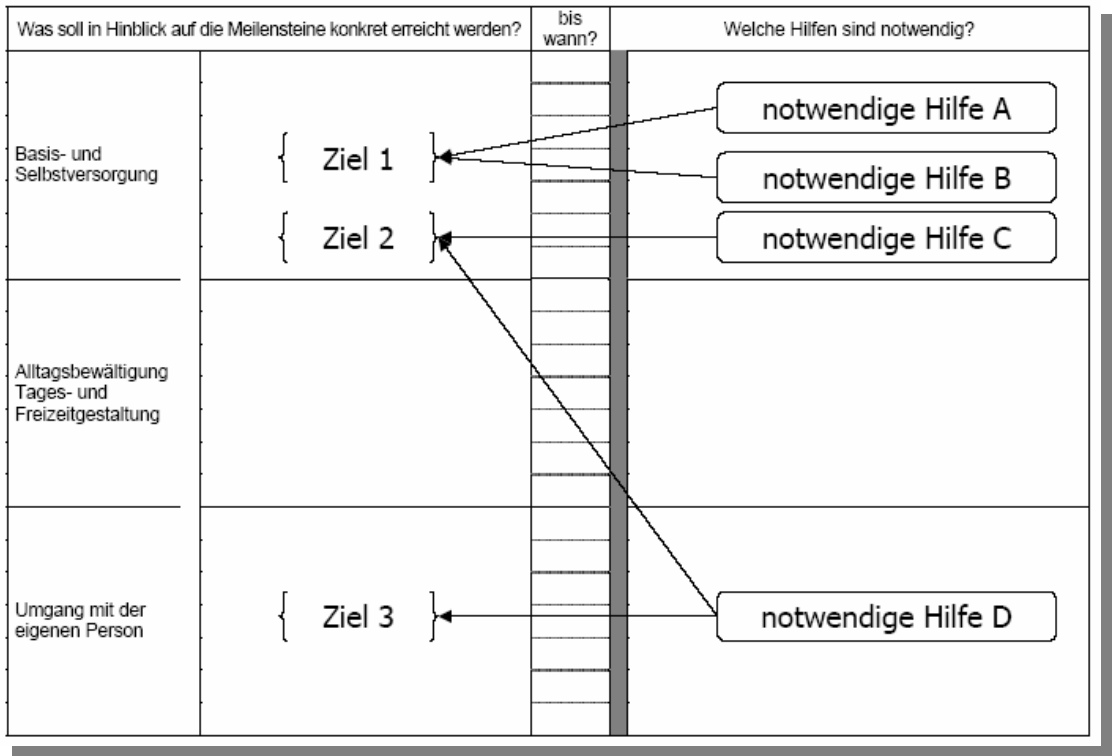 Was soll in Hinblick auf die Meilensteine konkret erreicht werden?
bis
wann?
Welche Hilfen sind notwendig?
Basis- und
Selbstversorgung
{ Ziel 1 }
{ Ziel 2 }
notwendige Hilfe A
notwendige Hilfe B
notwendige Hilfe C
Alltagsbewältigung
Tages- und
Freizeitgestaltung
Umgang mit der
eigenen Person
{ Ziel 3 }
notwendige Hilfe D